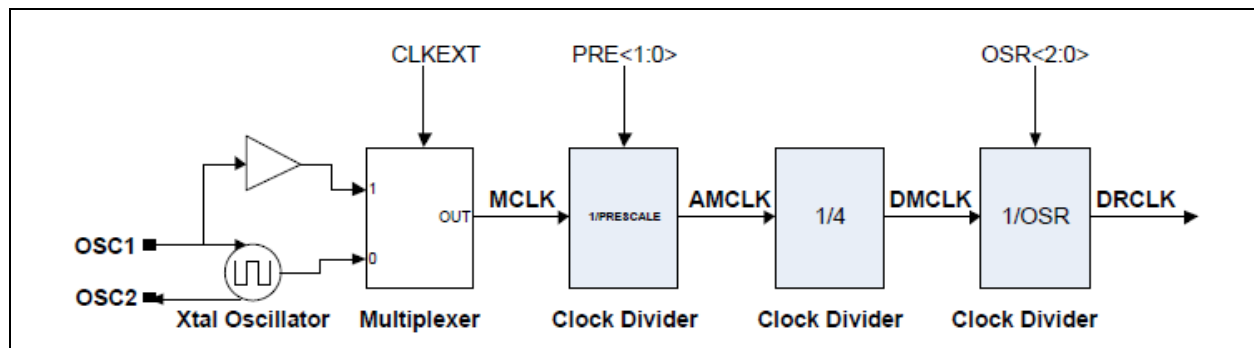 CLKEXT
PRE<1:0>
OSR<2:0>
1
0
OUT
MCLK
1/PRESCALE
AMCLK
1/4
DMCLK
1/OSR
DRCLK
OSC1
OSC2
Xtal Oscillator
Multiplexer
Clock Divider
Clock Divider
Clock Divider